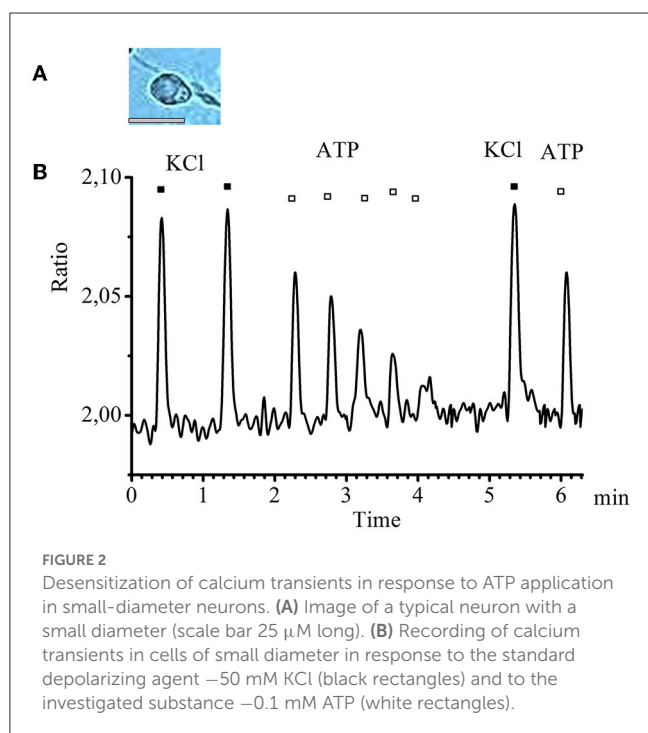 A
B
KCl ATP KCl ATP
2,10
2,05
2,00
Ratio
0 1 2 3 4 5 6 min
Time
FIGURE 2
Desensitization of calcium transients in response to ATP application
in small-diameter neurons. (A) Image of a typical neuron with a
small diameter (scale bar 25 μM long). (B) Recording of calcium
transients in cells of small diameter in response to the standard
depolarizing agent −50 mM KCl (black rectangles) and to the
investigated substance −0.1 mM ATP (white rectangles).